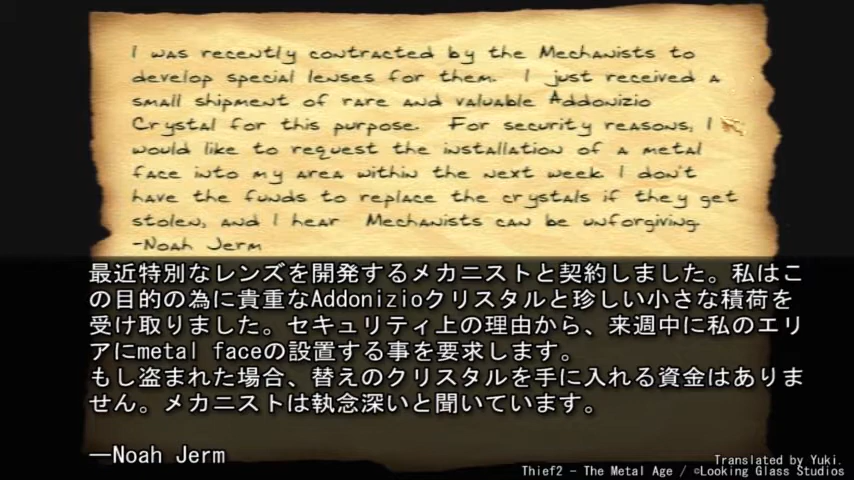 I was recently contracted by the Mechanists to
develop special lenses for them. I just received a
small shipment of rare and valuable Addonizio
Crystal for this purpose. For security reasons, I
would like to request the installation of a metal
face into my area within the next week. I don't
have the funds to replace the crystals if they get
stolen, and I hear Mechanists can be unforgiving.
-Noah Jerm
最近特別なレンズを開発するメカニストと契約しました。私はこ
の目的の為に貴重なAddonizioクリスタルと珍しい小さな積荷を
受け取りました。セキュリティ上の理由から、来週中に私のエリ
アにmetal faceの設置する事を要求します。
もし盗まれた場合、替えのクリスタルを手に入れる資金はありま
せん。メカニストは執念深いと聞いています。
―Noah Jerm
Translated by Yuki.
Thief2 - The Metal Age / ©Looking Glass Studios